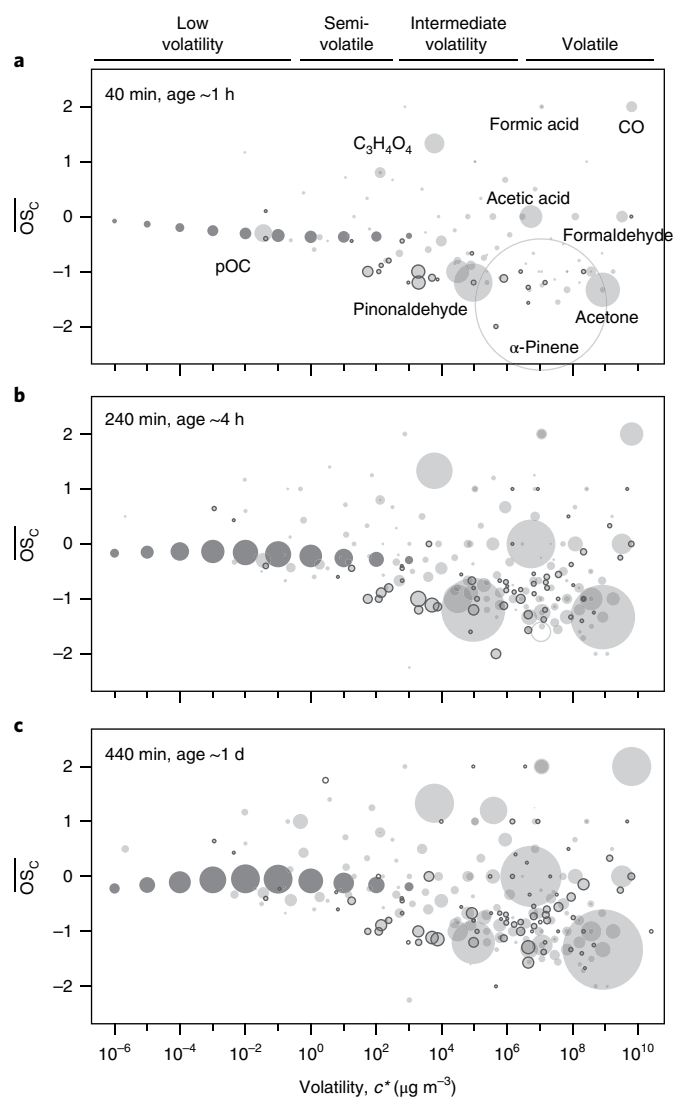 Low volatility
Semi-volatile
Intermediate volatility
Volatile
a
40 min, age ~1 h
2
1
0
−1
−2
OSC
C3H4O4
Formic acid
CO
Acetic acid
Formaldehyde
pOC
Pinonaldehyde
Acetone
α-Pinene
b
240 min, age ~4 h
2
1
0
−1
−2
OSC
c
440 min, age ~1 d
2
1
0
−1
−2
OSC
10−6 10−4 10−2 100 102 104 106 108 1010
Volatility, c* (μg m−3)